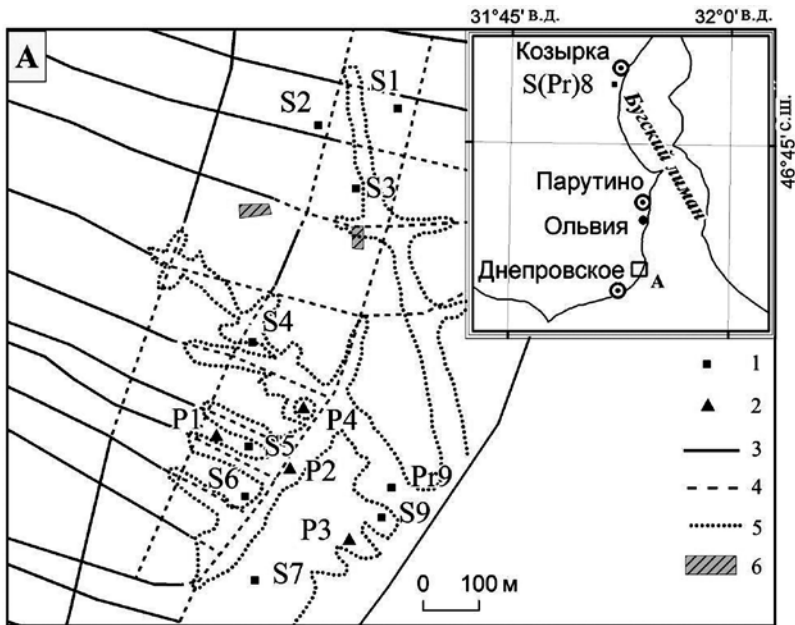 31°45' в.д.
32°0' в.д.
A
Козырка
S(Pr)8
Бугский лиман
46°45' с.ш.
Парутино
Ольвия
Днепровское
A
S1
S2
S3
S4
P4
P1
S5
P2
S6
Pr9
S9
P3
S7
0 100 м
1
2
3
4
5
6